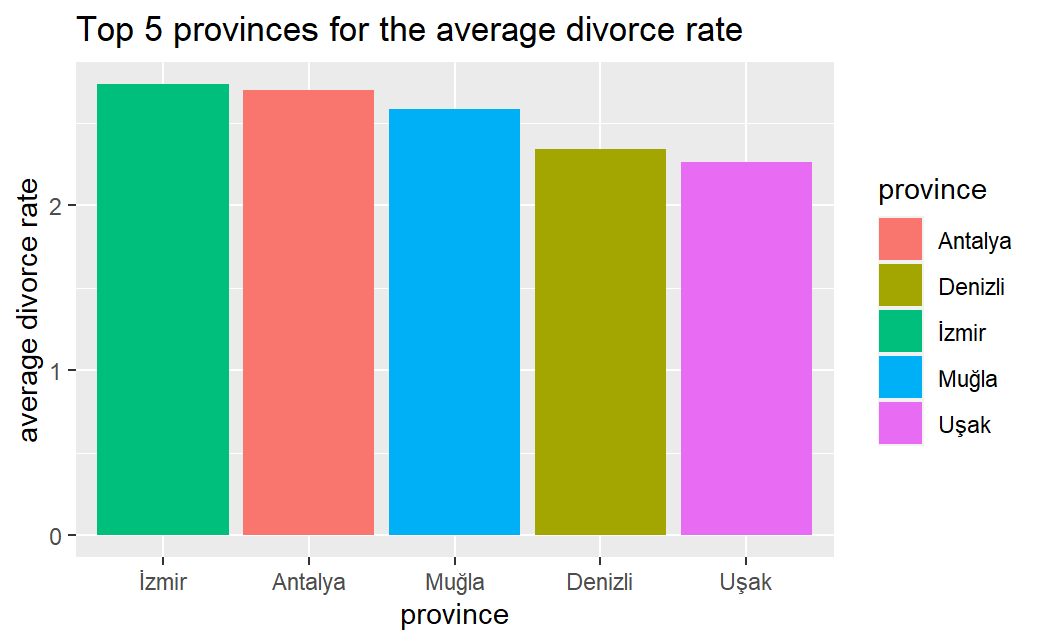 Top 5 provinces for the average divorce rate
average divorce rate
2
1
0
İzmir
Antalya
Muğla
Denizli
Uşak
province
province
Antalya
Denizli
İzmir
Muğla
Uşak